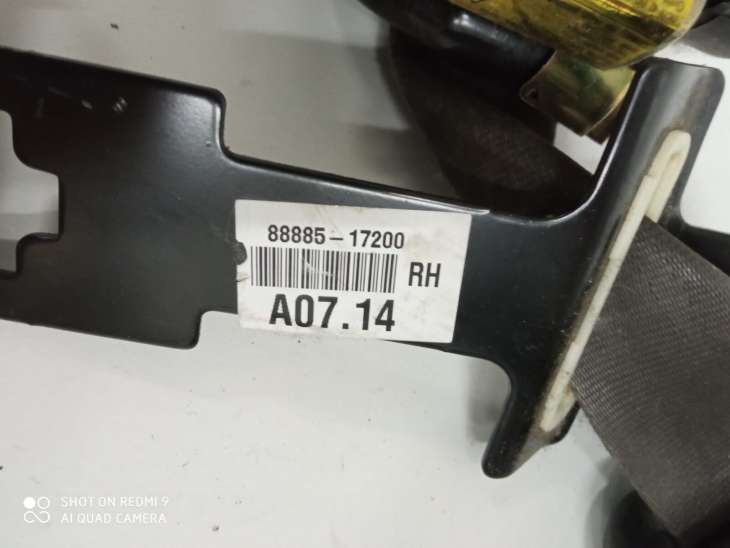 88885-17200
RH
A07.14
SHOT ON REDMI 9
AI QUAD CAMERA